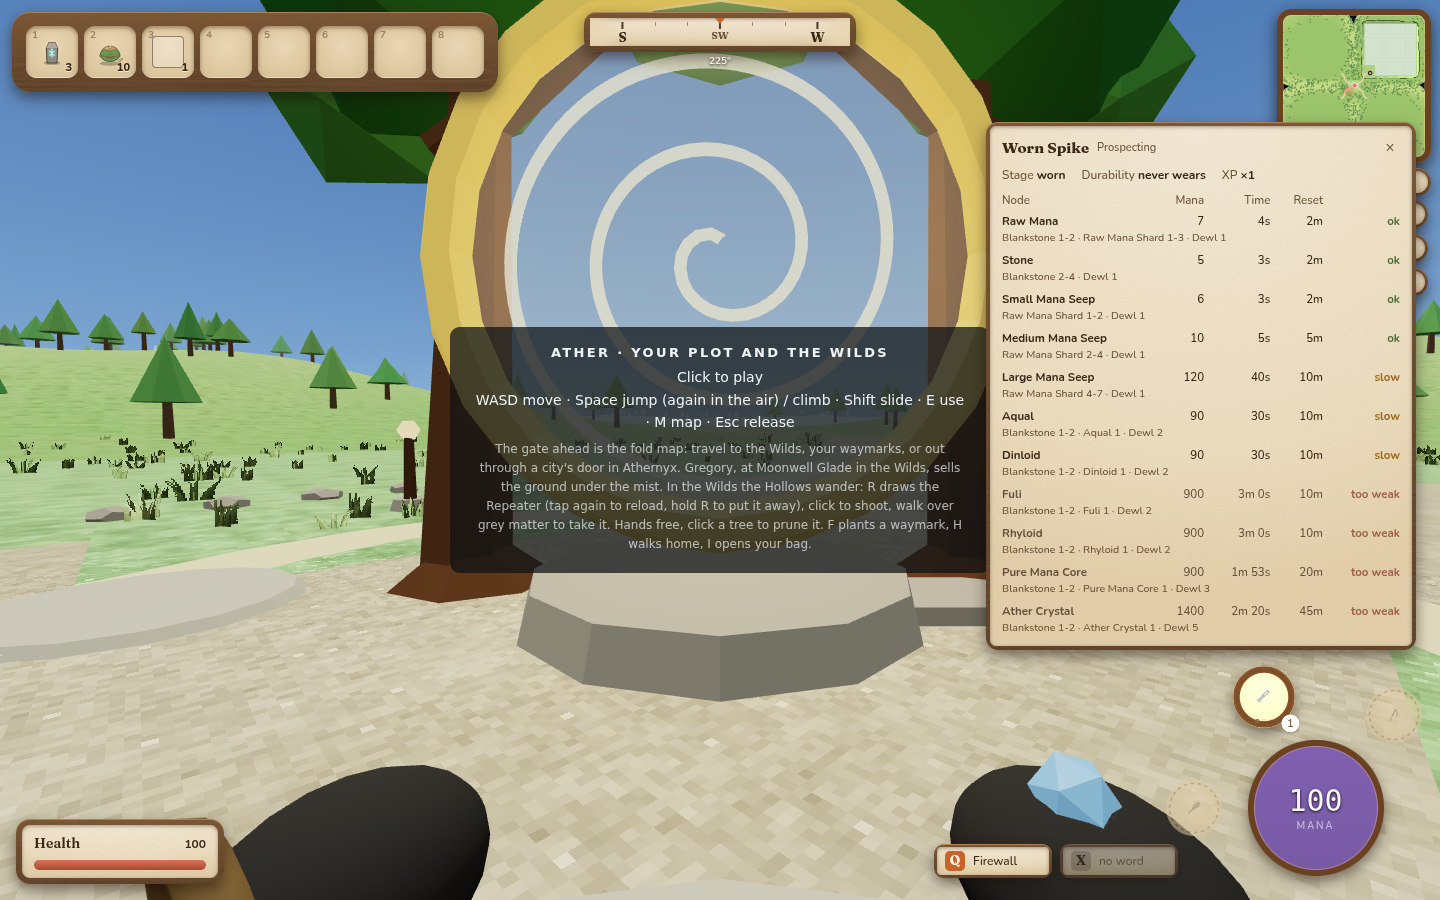 1 3
2 10
3 1
4
5
6
7
8
S SW W
225°
Worn Spike Prospecting ×
Stage worn Durability never wears XP ×1
Node Mana Time Reset
Raw Mana 7 4s 2m ok
Blankstone 1-2 · Raw Mana Shard 1-3 · Dewl 1
Stone 5 3s 2m ok
Blankstone 2-4 · Dewl 1
Small Mana Seep 6 3s 2m ok
Raw Mana Shard 1-2 · Dewl 1
Medium Mana Seep 10 5s 5m ok
Raw Mana Shard 2-4 · Dewl 1
Large Mana Seep 120 40s 10m slow
Raw Mana Shard 4-7 · Dewl 1
Aqual 90 30s 10m slow
Blankstone 1-2 · Aqual 1 · Dewl 2
Dinloid 90 30s 10m slow
Blankstone 1-2 · Dinloid 1 · Dewl 2
Fuli 900 3m 0s 10m too weak
Blankstone 1-2 · Fuli 1 · Dewl 2
Rhyloid 900 3m 0s 10m too weak
Blankstone 1-2 · Rhyloid 1 · Dewl 2
Pure Mana Core 900 1m 53s 20m too weak
Blankstone 1-2 · Pure Mana Core 1 · Dewl 3
Ather Crystal 1400 2m 20s 45m too weak
Blankstone 1-2 · Ather Crystal 1 · Dewl 5
ATHER · YOUR PLOT AND THE WILDS
Click to play
WASD move · Space jump (again in the air) / climb · Shift slide · E use
· M map · Esc release
The gate ahead is the fold map: travel to the Wilds, your waymarks, or out
through a city's door in Athernyx. Gregory, at Moonwell Glade in the Wilds, sells
the ground under the mist. In the Wilds the Hollows wander: R draws the
Repeater (tap again to reload, hold R to put it away), click to shoot, walk over
grey matter to take it. Hands free, click a tree to prune it. F plants a waymark, H
walks home, I opens your bag.
1
100
MANA
Health 100
Q Firewall
X no word